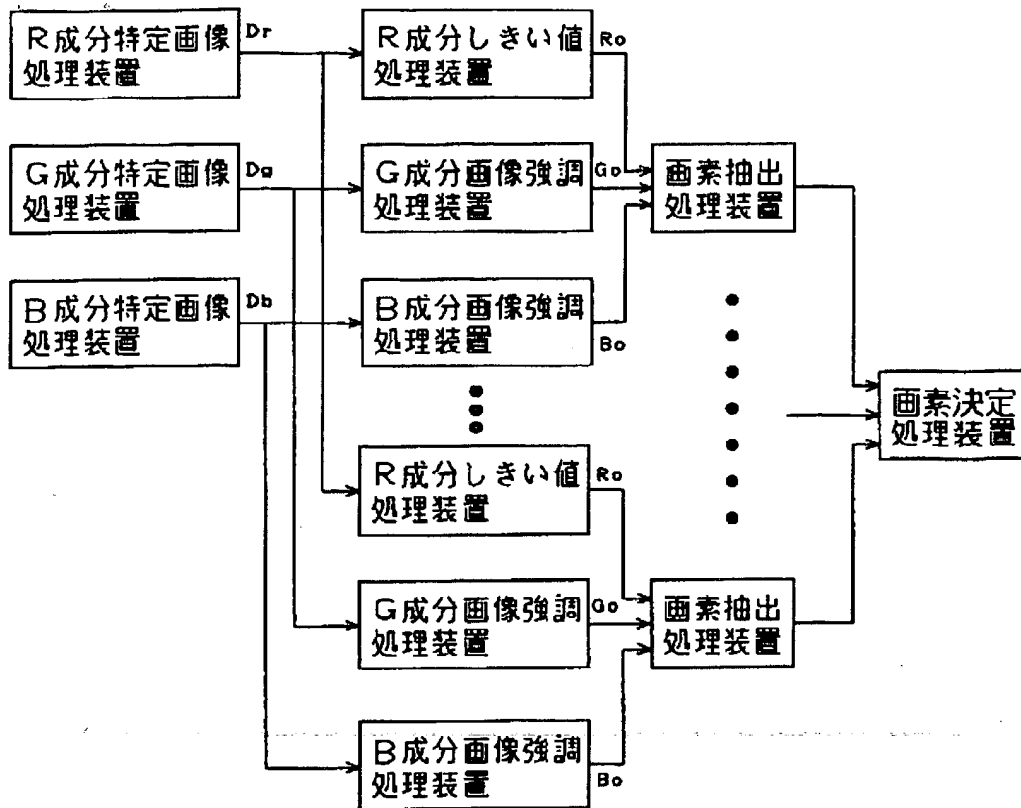 R成分特定画像
処理装置
Dr
R成分しきい値
処理装置
Ro
G成分特定画像
処理装置
Dg
G成分画像強調
処理装置
Go
画素抽出
処理装置
B成分特定画像
処理装置
Db
B成分画像強調
処理装置
Bo
画素決定
処理装置
R成分しきい値
処理装置
Ro
G成分画像強調
処理装置
Go
画素抽出
処理装置
B成分画像強調
処理装置
Bo